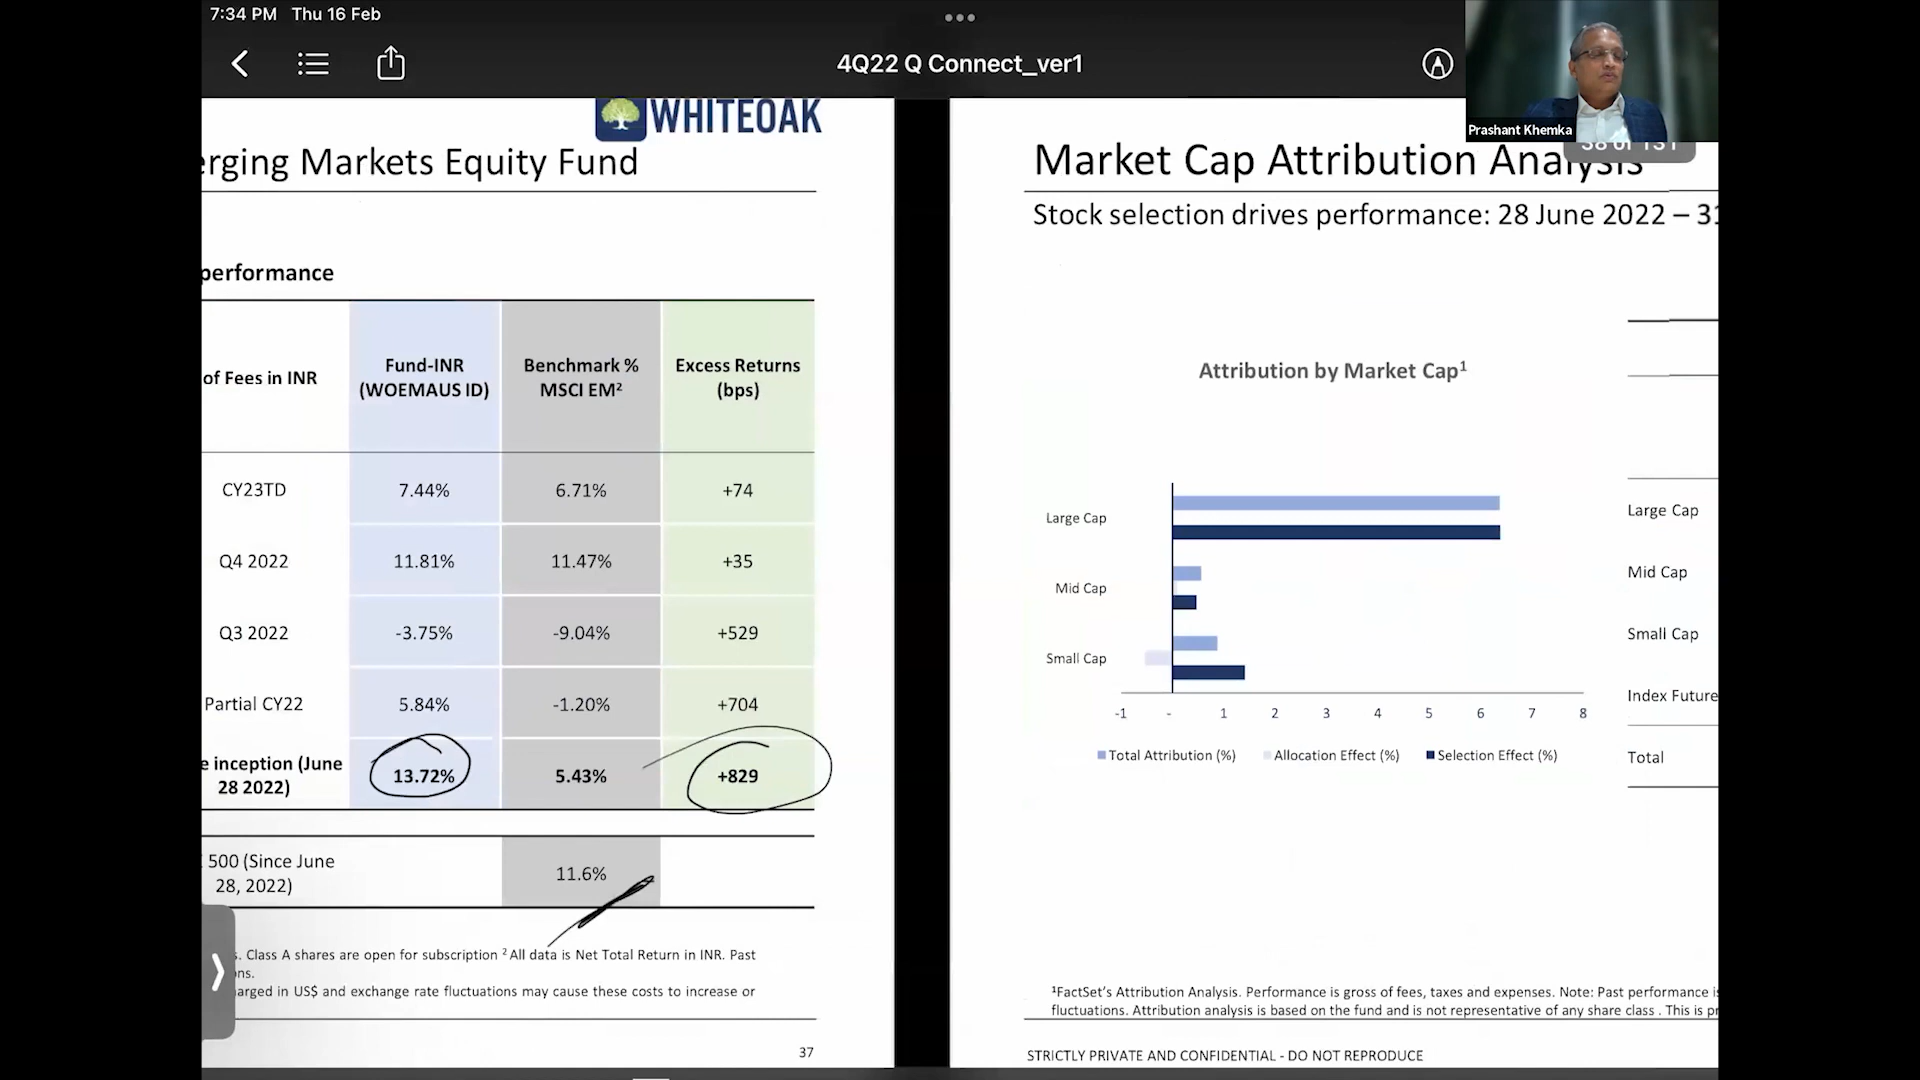 7:34 PM Thu 16 Feb
4Q22 Q Connect_ver1
Prashant Khemka
38 of 131
WHITEOAK
erging Markets Equity Fund
performance
of Fees in INR
Fund-INR
(WOEMAUS ID)
Benchmark %
MSCI EM²
Excess Returns
(bps)
CY23TD 7.44% 6.71% +74
Q4 2022 11.81% 11.47% +35
Q3 2022 -3.75% -9.04% +529
Partial CY22 5.84% -1.20% +704
e inception (June
28 2022)
13.72% 5.43% +829
500 (Since June
28, 2022)
11.6%
s. Class A shares are open for subscription ² All data is Net Total Return in INR. Past
ons.
arged in US$ and exchange rate fluctuations may cause these costs to increase or
37
Market Cap Attribution Analysis
Stock selection drives performance: 28 June 2022 – 31
Attribution by Market Cap¹
Large Cap
Mid Cap
Small Cap
-1 - 1 2 3 4 5 6 7 8
Total Attribution (%) Allocation Effect (%) Selection Effect (%)
Large Cap
Mid Cap
Small Cap
Index Future
Total
¹FactSet's Attribution Analysis. Performance is gross of fees, taxes and expenses. Note: Past performance is
fluctuations. Attribution analysis is based on the fund and is not representative of any share class . This is pr
STRICTLY PRIVATE AND CONFIDENTIAL - DO NOT REPRODUCE